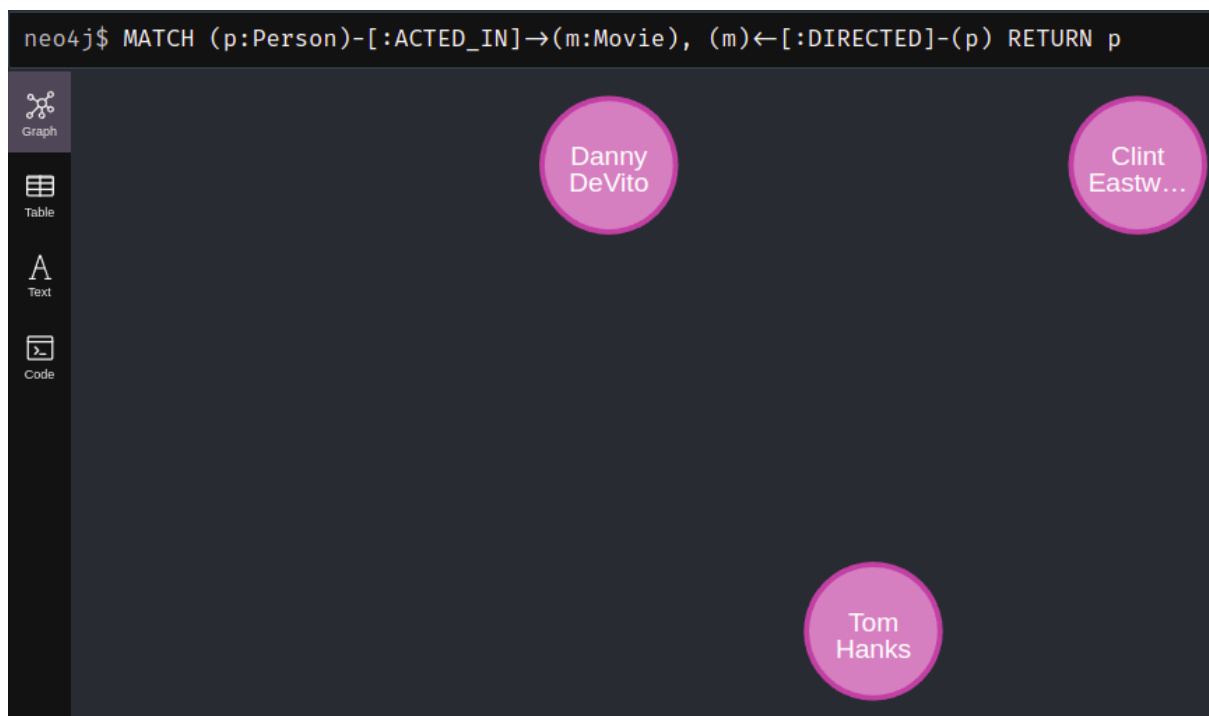 neo4j$ MATCH (p:Person)-[:ACTED_IN]→(m:Movie), (m)←[:DIRECTED]-(p) RETURN p
Graph
Table
Text
Code
Danny
DeVito
Clint
Eastw…
Tom
Hanks